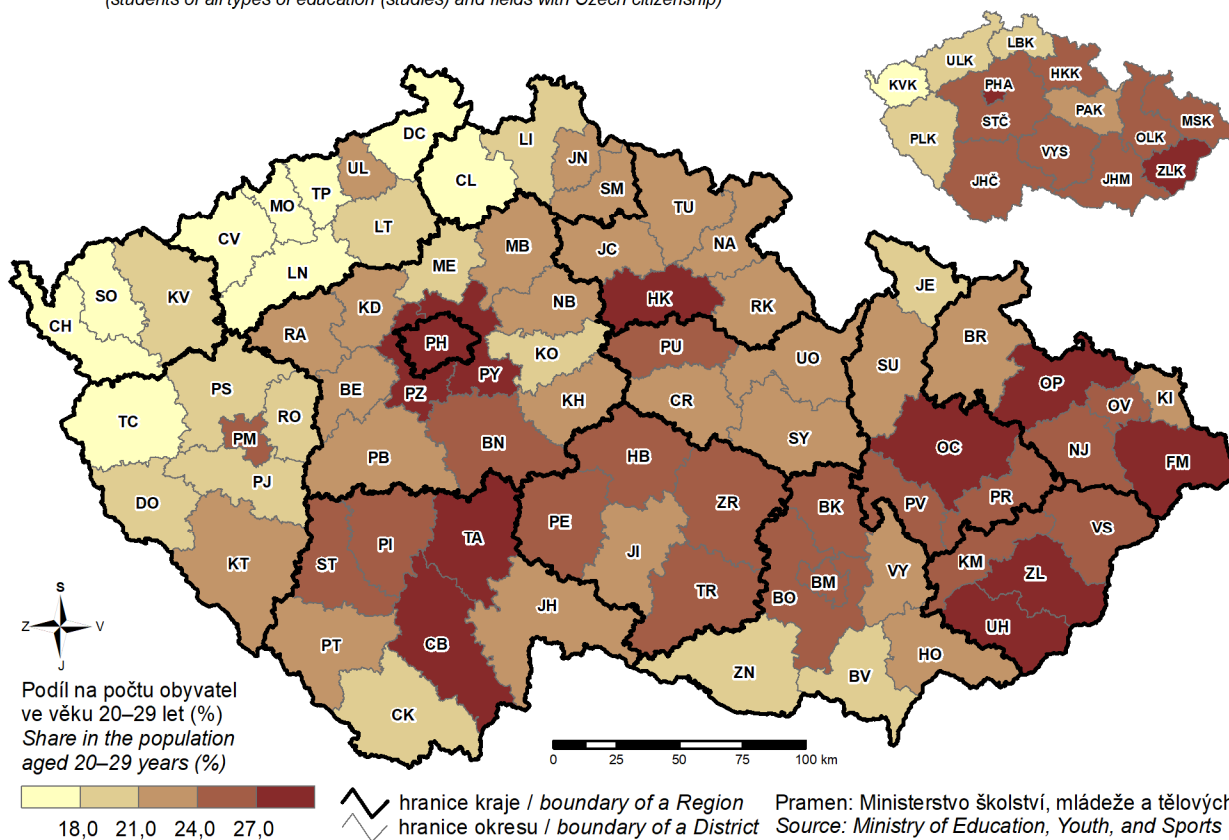 (students of all types of education (studies) and fields with Czech citizenship)
LBK
ULK
HKK
KVK
PHA
PAK
STČ
MSK
PLK
OLK
VYS
ZLK
JHČ
JHM
DC
LI
JN
UL
TP
CL
SM
MO
TU
LT
CV
MB
JC
NA
LN
ME
JE
SO
KV
HK
NB
RK
KD
CH
RA
BR
PH
KO
PU
UO
SU
PY
OP
PS
BE
PZ
KH
CR
OV
KI
RO
TC
PM
BN
SY
OC
PB
HB
NJ
FM
PJ
DO
ZR
PV
PR
BK
PE
VS
TA
PI
JI
KT
ST
KM
ZL
BM
VY
TR
BO
JH
UH
PT
CB
HO
ZN
BV
CK
S
Z V
J
Podíl na počtu obyvatel
ve věku 20–29 let (%)
Share in the population
aged 20–29 years (%)
18,0 21,0 24,0 27,0
0 25 50 75 100 km
hranice kraje / boundary of a Region
hranice okresu / boundary of a District
Pramen: Ministerstvo školství, mládeže a tělových
Source: Ministry of Education, Youth, and Sports